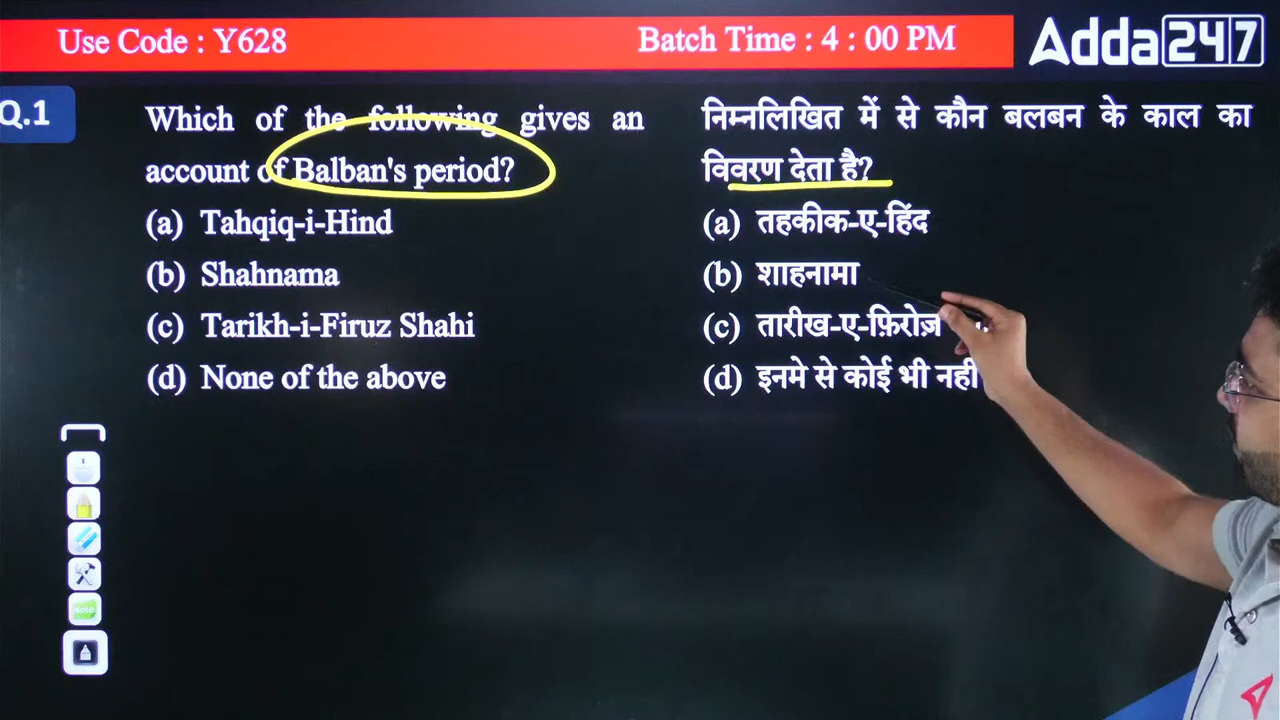 Use Code : Y628
Batch Time : 4 : 00 PM
Adda247
Q.1
Which of the following gives an
account of Balban's period?
(a) Tahqiq-i-Hind
(b) Shahnama
(c) Tarikh-i-Firuz Shahi
(d) None of the above
निम्नलिखित में से कौन बलबन के काल का
विवरण देता है?
(a) तहकीक-ए-हिंद
(b) शाहनामा
(c) तारीख-ए-फ़िरोज़
(d) इनमे से कोई भी नही